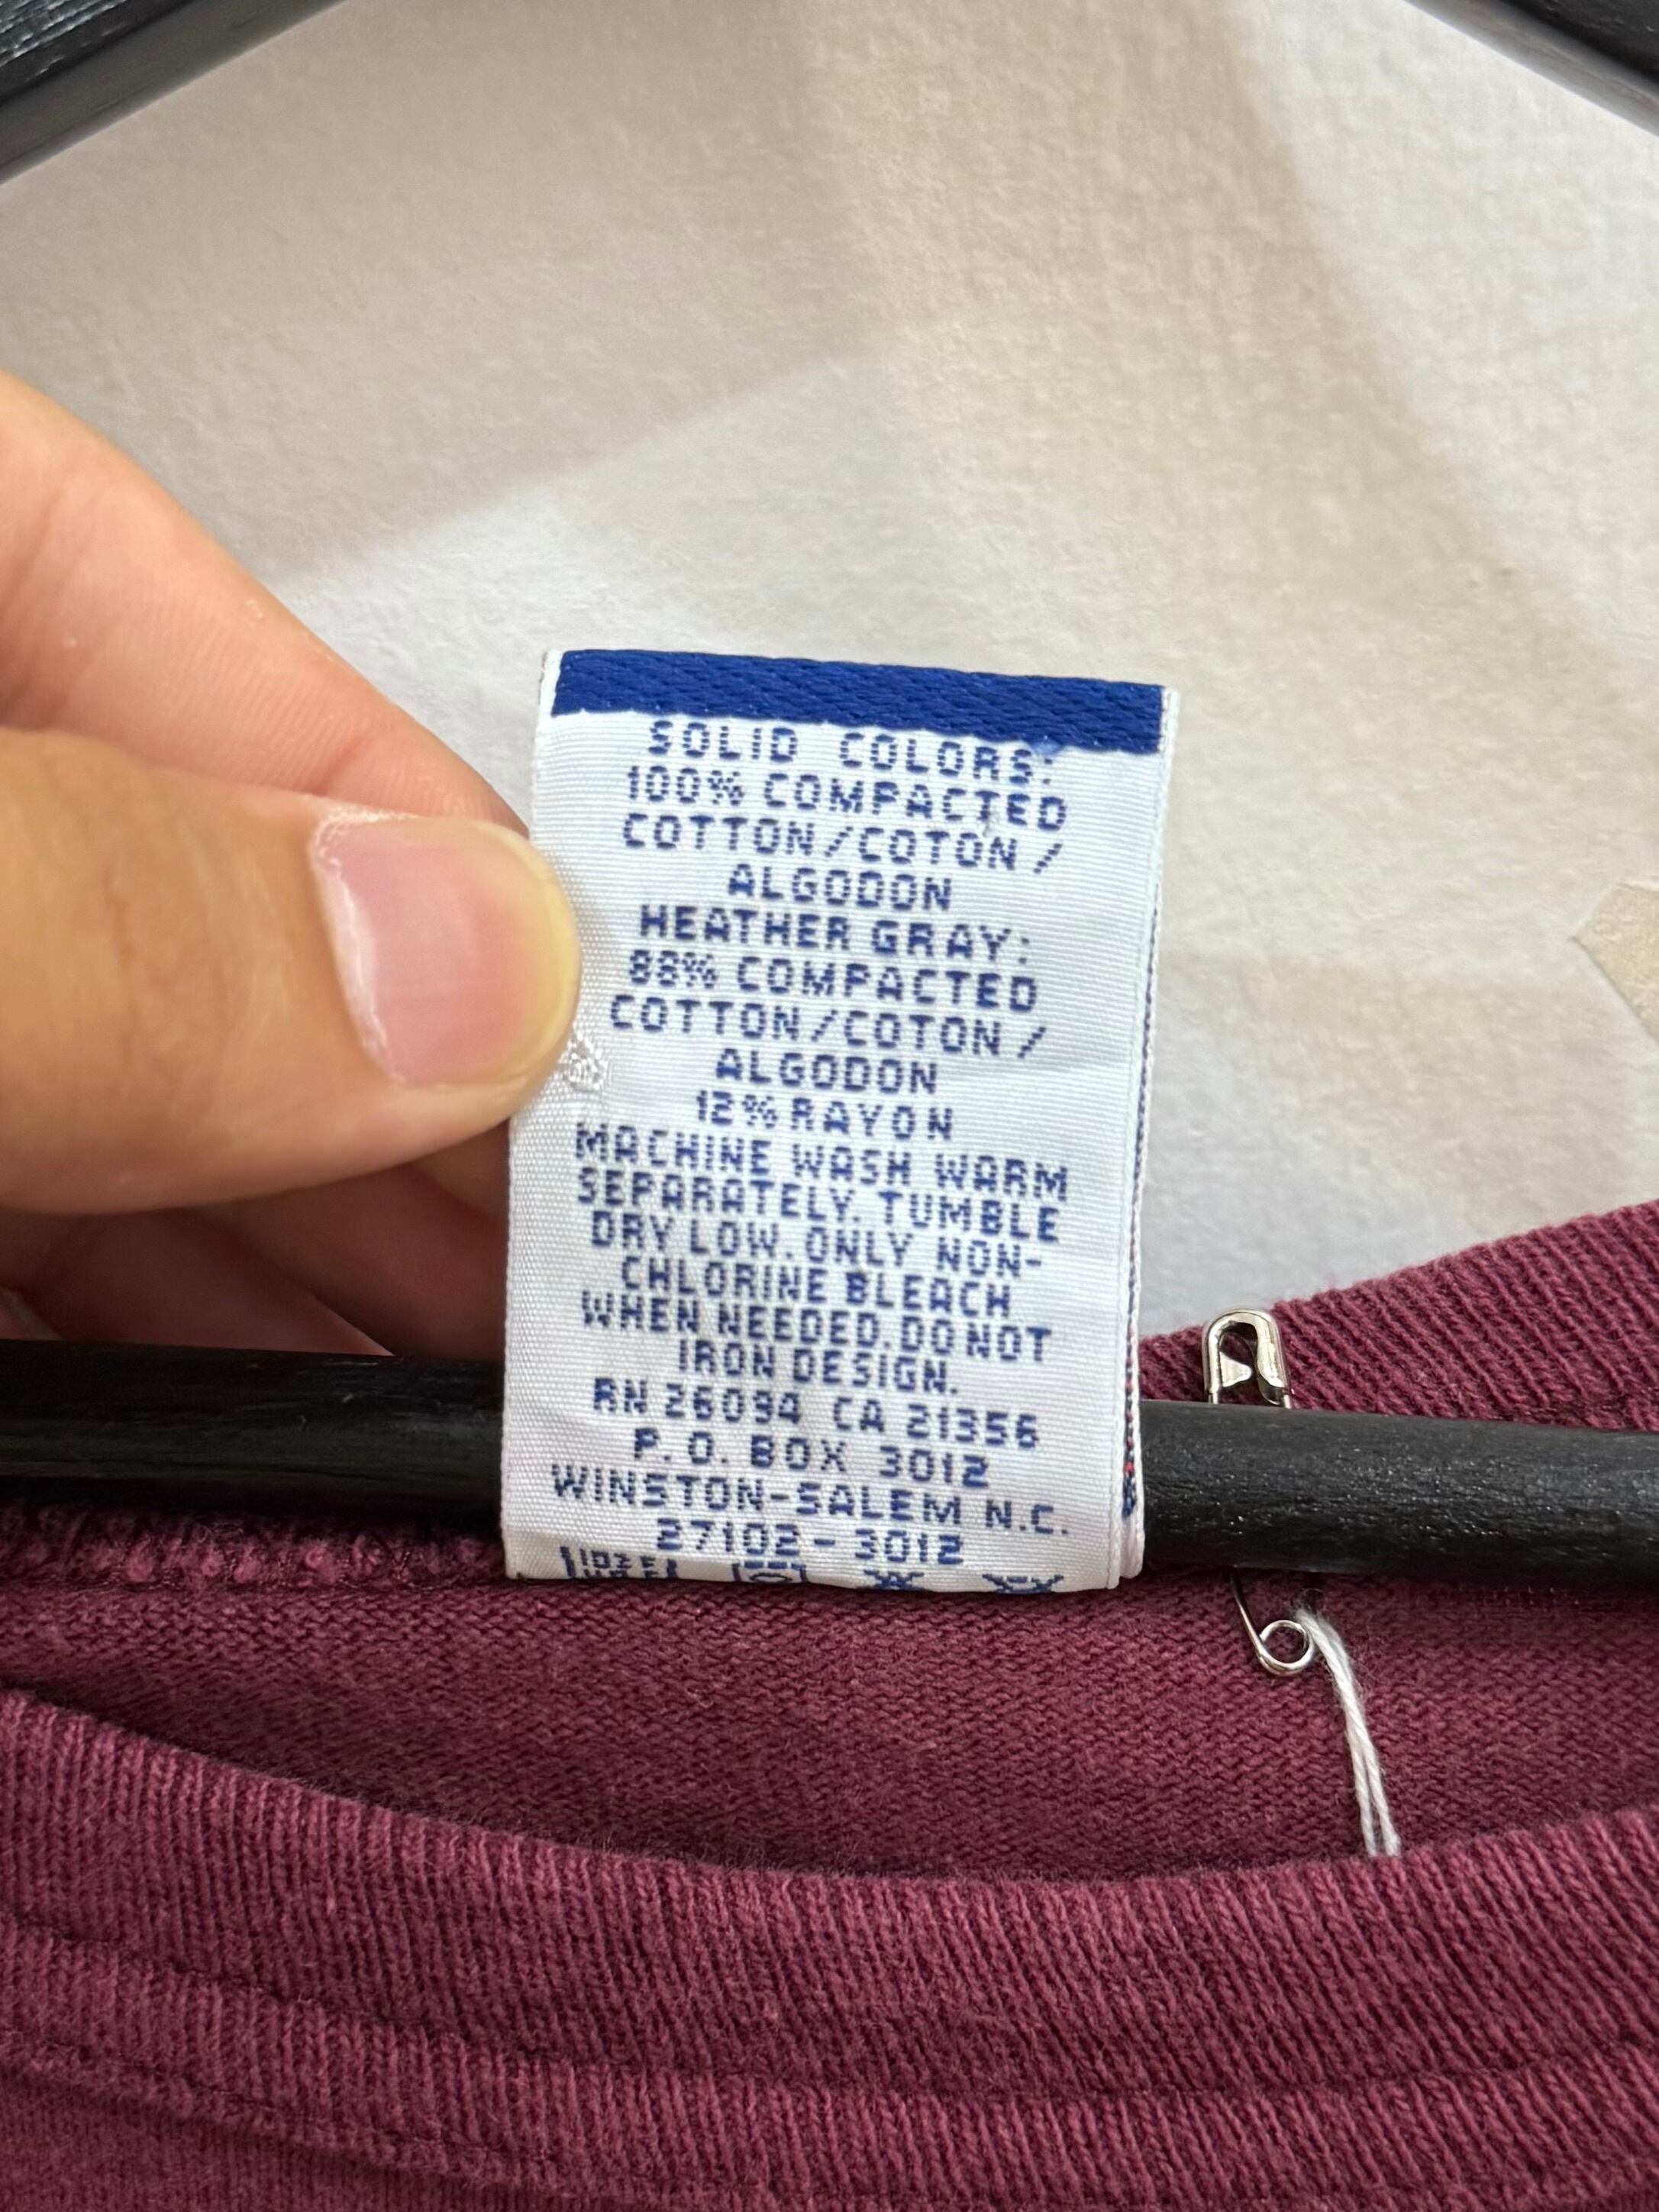 SOLID COLORS:
100% COMPACTED
COTTON/COTON/
ALGODON
HEATHER GRAY:
88% COMPACTED
COTTON/COTON/
ALGODON
12% RAYON
MACHINE WASH WARM
SEPARATELY. TUMBLE
DRY LOW. ONLY NON-
CHLORINE BLEACH
WHEN NEEDED. DO NOT
IRON DESIGN.
RN 26094 CA 21356
P.O. BOX 3012
WINSTON-SALEM N.C.
27102-3012